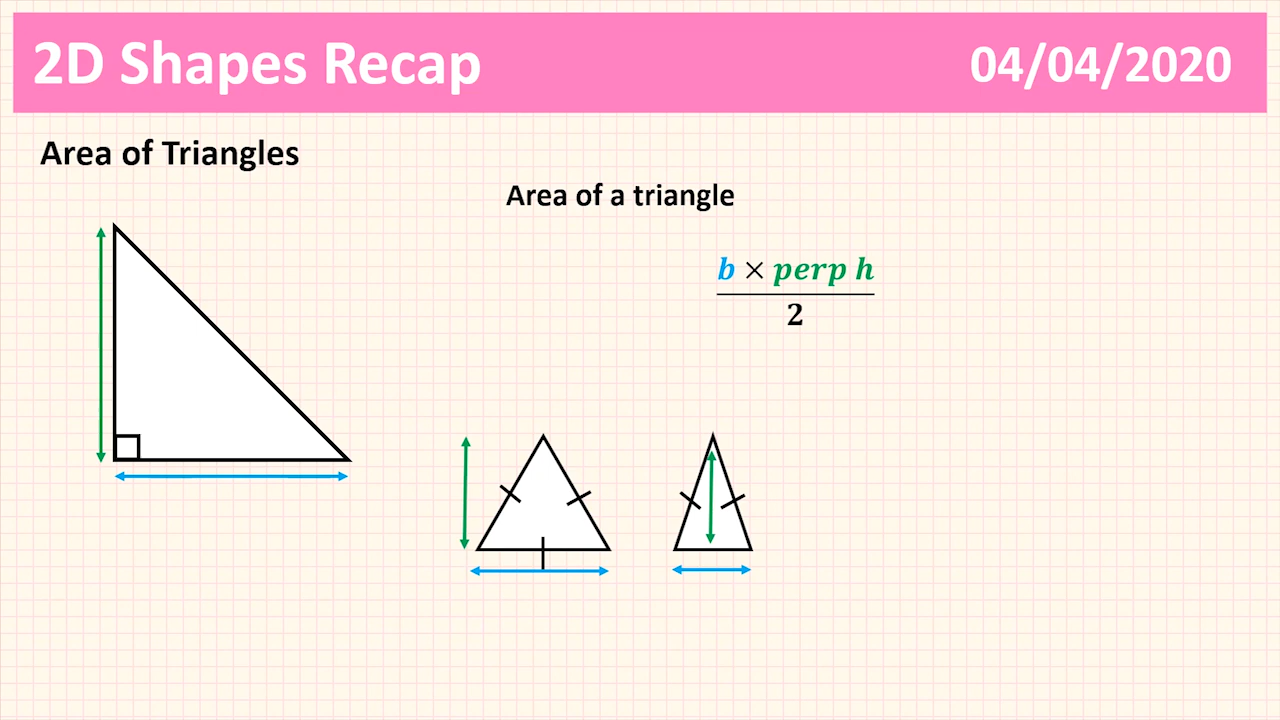 2D Shapes Recap
04/04/2020
Area of Triangles
Area of a triangle
b × perp h
2